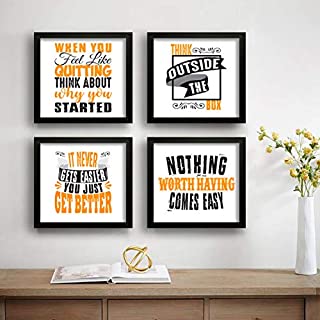 WHEN YOU
Feel Like
QUITTING
THINK ABOUT
why you
STARTED
THINK
OUTSIDE
THE
BOX
IT NEVER
GETS EASIER
YOU JUST
GET BETTER
NOTHING
WORTH HAVING
COMES EASY